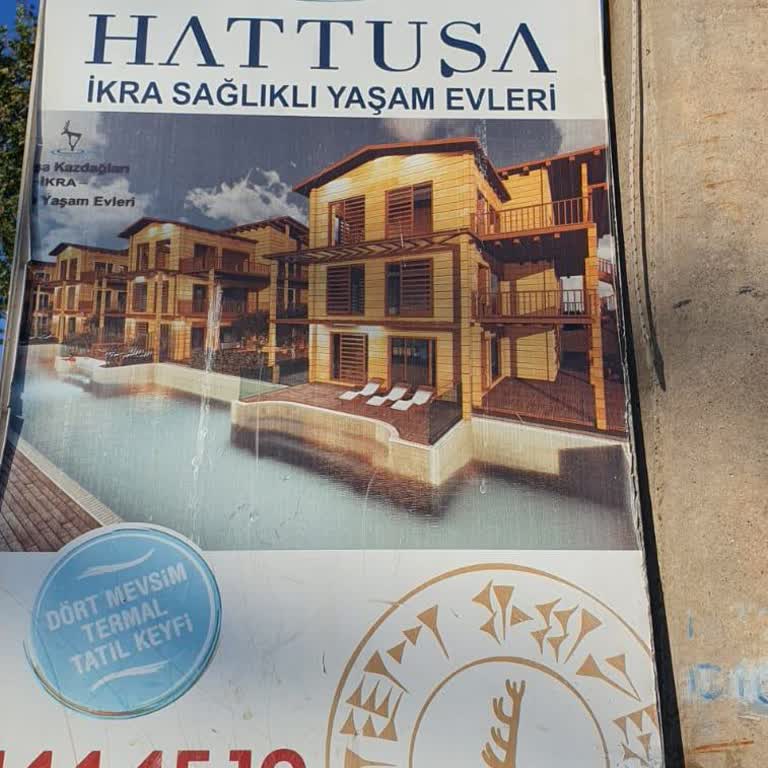 HATTUŞA
İKRA SAĞLIKLI YAŞAM EVLERİ
Kazdağları
İKRA
Yaşam Evleri
DÖRT MEVSİM
TERMAL
TATİL KEYFİ